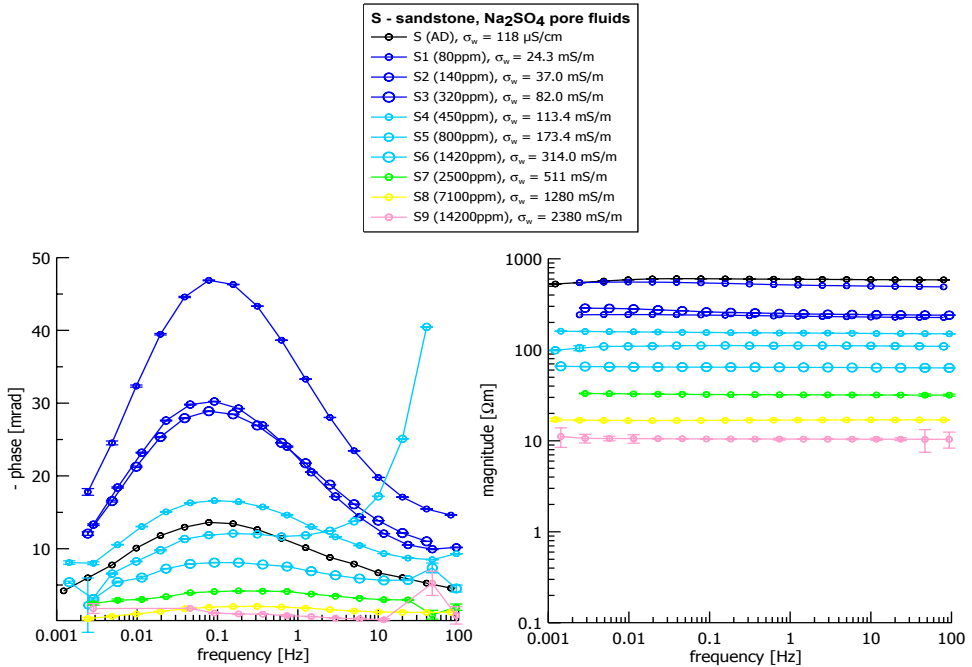 S - sandstone, Na2SO4 pore fluids
S (AD), σw = 118 µS/cm
S1 (80ppm), σw = 24.3 mS/m
S2 (140ppm), σw = 37.0 mS/m
S3 (320ppm), σw = 82.0 mS/m
S4 (450ppm), σw = 113.4 mS/m
S5 (800ppm), σw = 173.4 mS/m
S6 (1420ppm), σw = 314.0 mS/m
S7 (2500ppm), σw = 511 mS/m
S8 (7100ppm), σw = 1280 mS/m
S9 (14200ppm), σw = 2380 mS/m
50
40
30
20
10
- phase [mrad]
0.001 0.01 0.1 1 10 100
frequency [Hz]
1000
100
10
1
0.1
magnitude [Ωm]
0.001 0.01 0.1 1 10 100
frequency [Hz]